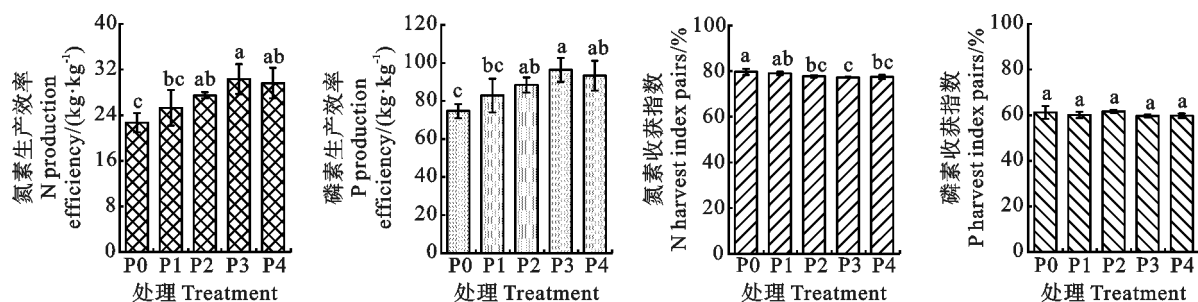 氮素生产效率
N production
efficiency/(kg·kg⁻¹)
40
32
24
16
8
0
c
bc
ab
a
ab
P0 P1 P2 P3 P4
处理 Treatment
磷素生产效率
P production
efficiency/(kg·kg⁻¹)
120
100
80
60
40
20
0
c
bc
ab
a
ab
P0 P1 P2 P3 P4
处理 Treatment
氮素收获指数
N harvest index pairs/%
100
80
60
40
20
0
a
ab
bc
c
bc
P0 P1 P2 P3 P4
处理 Treatment
磷素收获指数
P harvest index pairs/%
100
80
60
40
20
0
a
a
a
a
a
P0 P1 P2 P3 P4
处理 Treatment